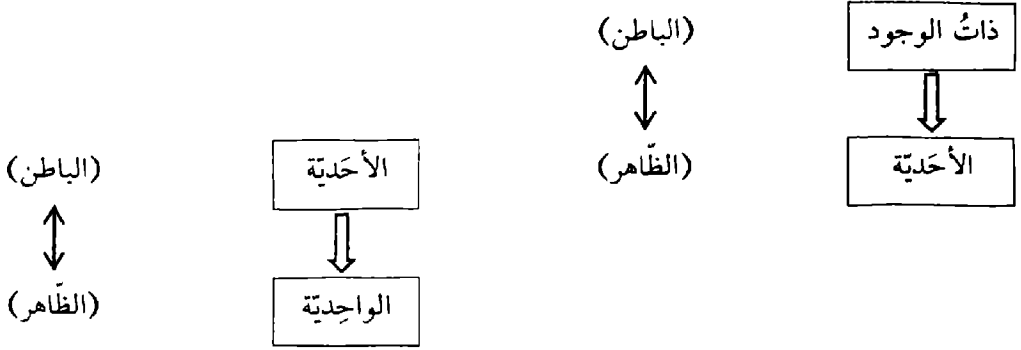 ذاتُ الوجود
(الباطن)
الأحَديّة
(الظّاهر)
الأحَديّة
(الباطن)
الواحِديّة
(الظّاهر)